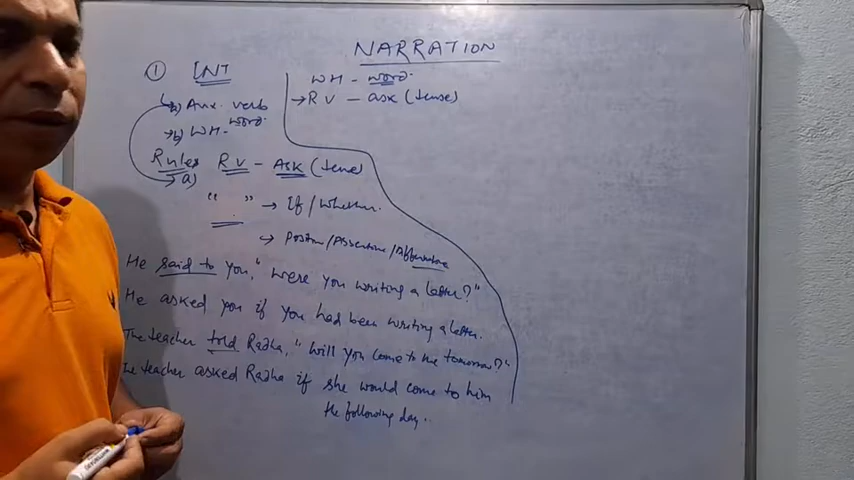 NARRATION
① INT
a) Aux. verb
b) WH-word
Rules RV - ASK (tense)
a)
" . " → If / Whether.
→ Positive / Assertive / Affirmative
He said to you, " Were you writing a letter?"
He asked you if you had been writing a letter.
The teacher told Radha, " Will you come to me tomorrow?"
The teacher asked Radha if she would come to him
the following day.
WH - word.
→ RV - ask (tense)